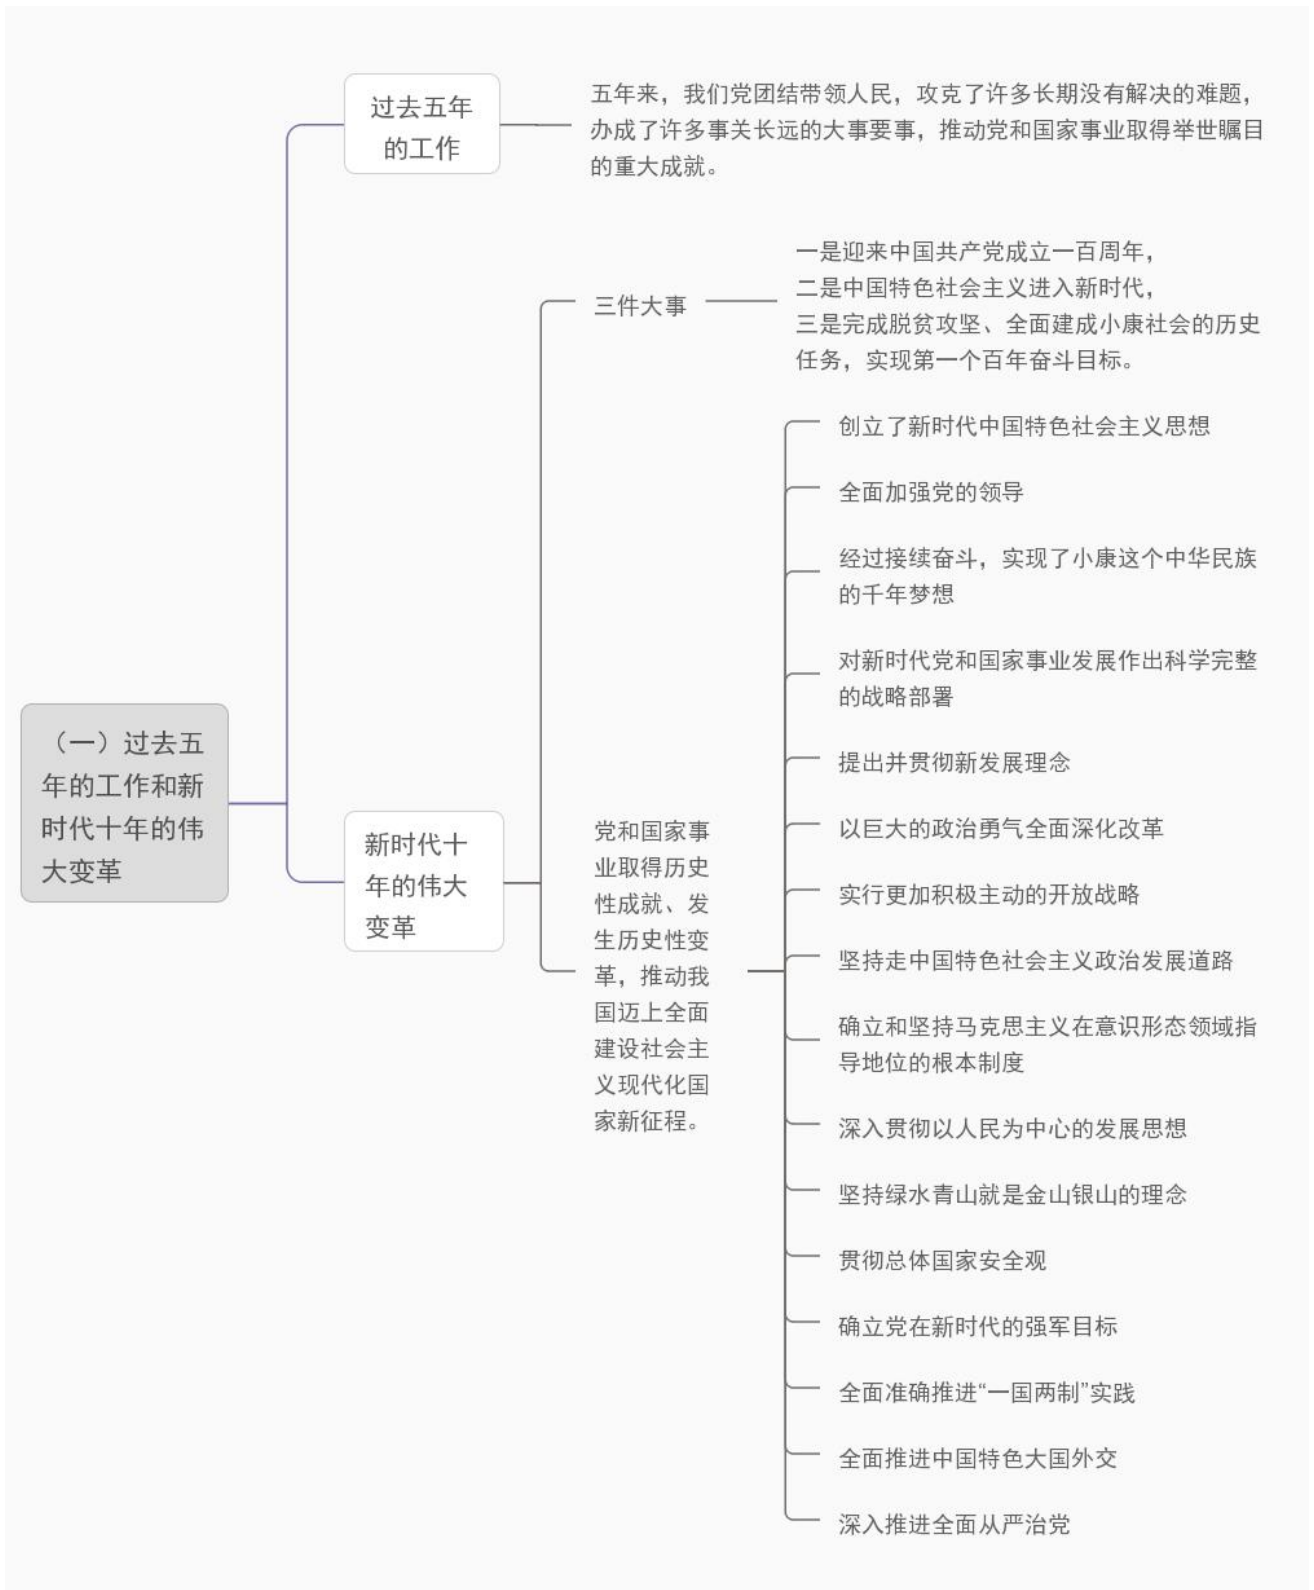 过去五年
的工作
五年来，我们党团结带领人民，攻克了许多长期没有解决的难题，
办成了许多事关长远的大事要事，推动党和国家事业取得举世瞩目
的重大成就。
（一）过去五
年的工作和新
时代十年的伟
大变革
新时代十
年的伟大
变革
三件大事
一是迎来中国共产党成立一百周年，
二是中国特色社会主义进入新时代，
三是完成脱贫攻坚、全面建成小康社会的历史
任务，实现第一个百年奋斗目标。
党和国家事
业取得历史
性成就、发
生历史性变
革，推动我
国迈上全面
建设社会主
义现代化国
家新征程。
创立了新时代中国特色社会主义思想
全面加强党的领导
经过接续奋斗，实现了小康这个中华民族
的千年梦想
对新时代党和国家事业发展作出科学完整
的战略部署
提出并贯彻新发展理念
以巨大的政治勇气全面深化改革
实行更加积极主动的开放战略
坚持走中国特色社会主义政治发展道路
确立和坚持马克思主义在意识形态领域指
导地位的根本制度
深入贯彻以人民为中心的发展思想
坚持绿水青山就是金山银山的理念
贯彻总体国家安全观
确立党在新时代的强军目标
全面准确推进“一国两制”实践
全面推进中国特色大国外交
深入推进全面从严治党